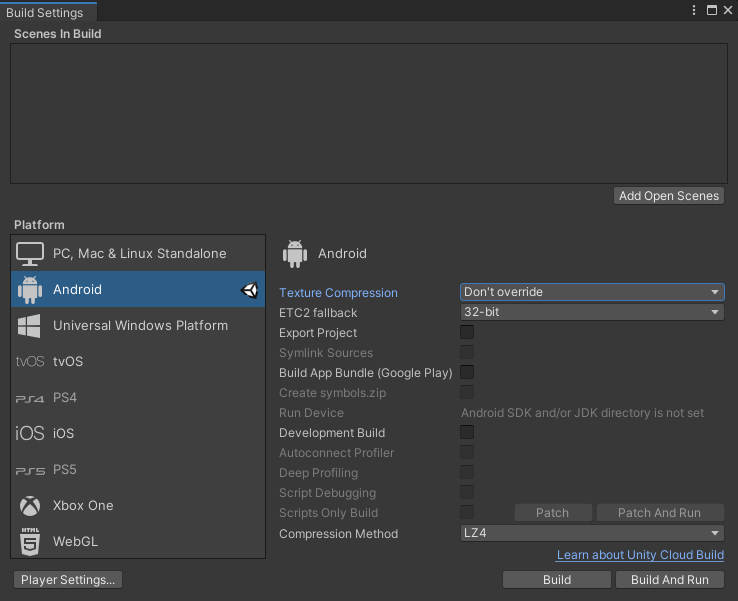 Build Settings
Scenes In Build
Add Open Scenes
Platform
PC, Mac & Linux Standalone
Android
Universal Windows Platform
tvOS tvOS
PS4 PS4
iOS iOS
PS5 PS5
Xbox One
HTML 5 WebGL
Android
Texture Compression Don't override
ETC2 fallback 32-bit
Export Project
Symlink Sources
Build App Bundle (Google Play)
Create symbols.zip
Run Device Android SDK and/or JDK directory is not set
Development Build
Autoconnect Profiler
Deep Profiling
Script Debugging
Scripts Only Build Patch Patch And Run
Compression Method LZ4
Learn about Unity Cloud Build
Player Settings... Build Build And Run